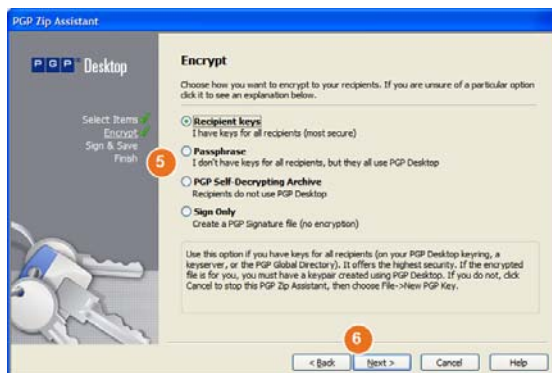 PGP Zip Assistant
PGP Desktop
Select Items
Encrypt
Sign & Save
Finish
5
Encrypt
Choose how you want to encrypt to your recipients. If you are unsure of a particular option
click it to see an explanation below.
Recipient keys
I have keys for all recipients (most secure)
Passphrase
I don't have keys for all recipients, but they all use PGP Desktop
PGP Self-Decrypting Archive
Recipients do not use PGP Desktop
Sign Only
Create a PGP Signature file (no encryption)
Use this option if you have keys for all recipients (on your PGP Desktop keyring, a
keyserver, or the PGP Global Directory). It offers the highest security. If the encrypted
file is for you, you must have a keypair created using PGP Desktop. If you do not, click
Cancel to stop this PGP Zip Assistant, then choose File->New PGP Key.
6
< Back Next > Cancel Help